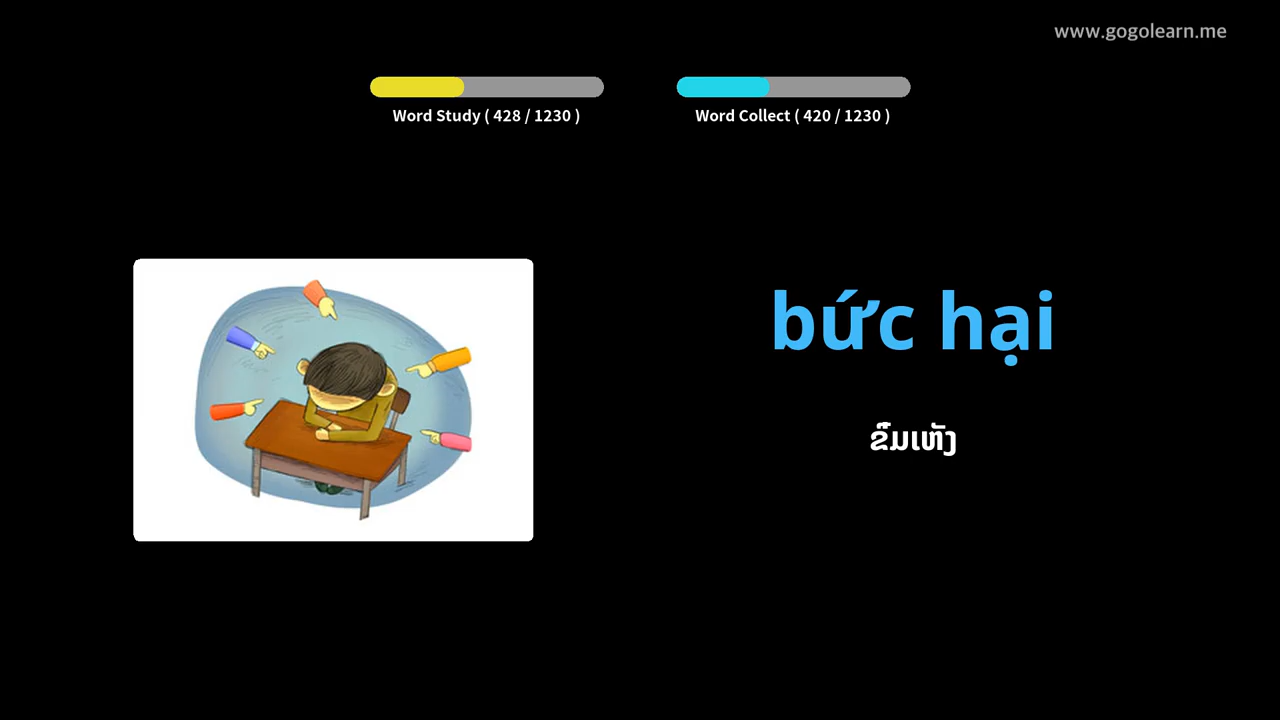 www.gogolearn.me
Word Study ( 428 / 1230 )
Word Collect ( 420 / 1230 )
bức hại
ຂົ່ມເຫັງ